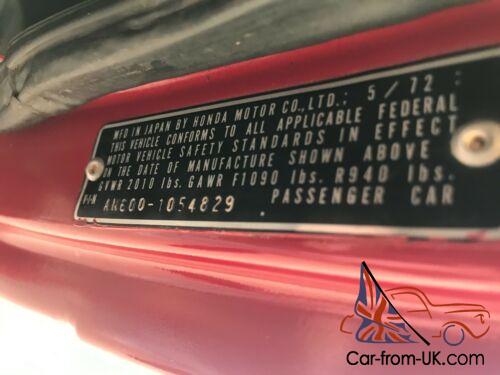 MFD IN JAPAN BY HONDA MOTOR CO., LTD.; 5/72
THIS VEHICLE CONFORMS TO ALL APPLICABLE FEDERAL
MOTOR VEHICLE SAFETY STANDARDS IN EFFECT
ON THE DATE OF MANUFACTURE SHOWN ABOVE
GVWR 2010 lbs. GAWR F1090 lbs. R940 lbs.
AN600-1054829 PASSENGER CAR
Car-from-UK.com